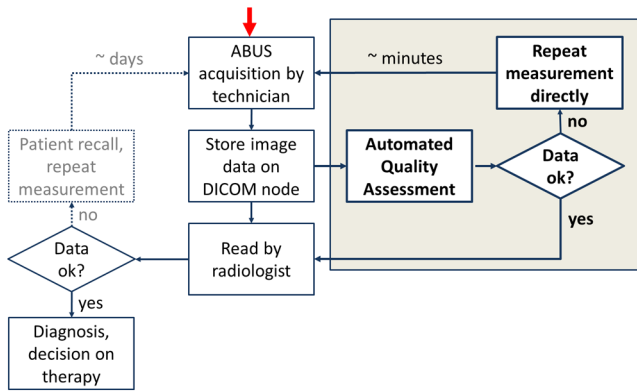 ~ days
ABUS
acquisition by
technician
~ minutes
Repeat
measurement
directly
no
Patient recall,
repeat
measurement
no
Store image
data on
DICOM node
Automated
Quality
Assessment
Data
ok?
yes
Data
ok?
yes
Read by
radiologist
Diagnosis,
decision on
therapy